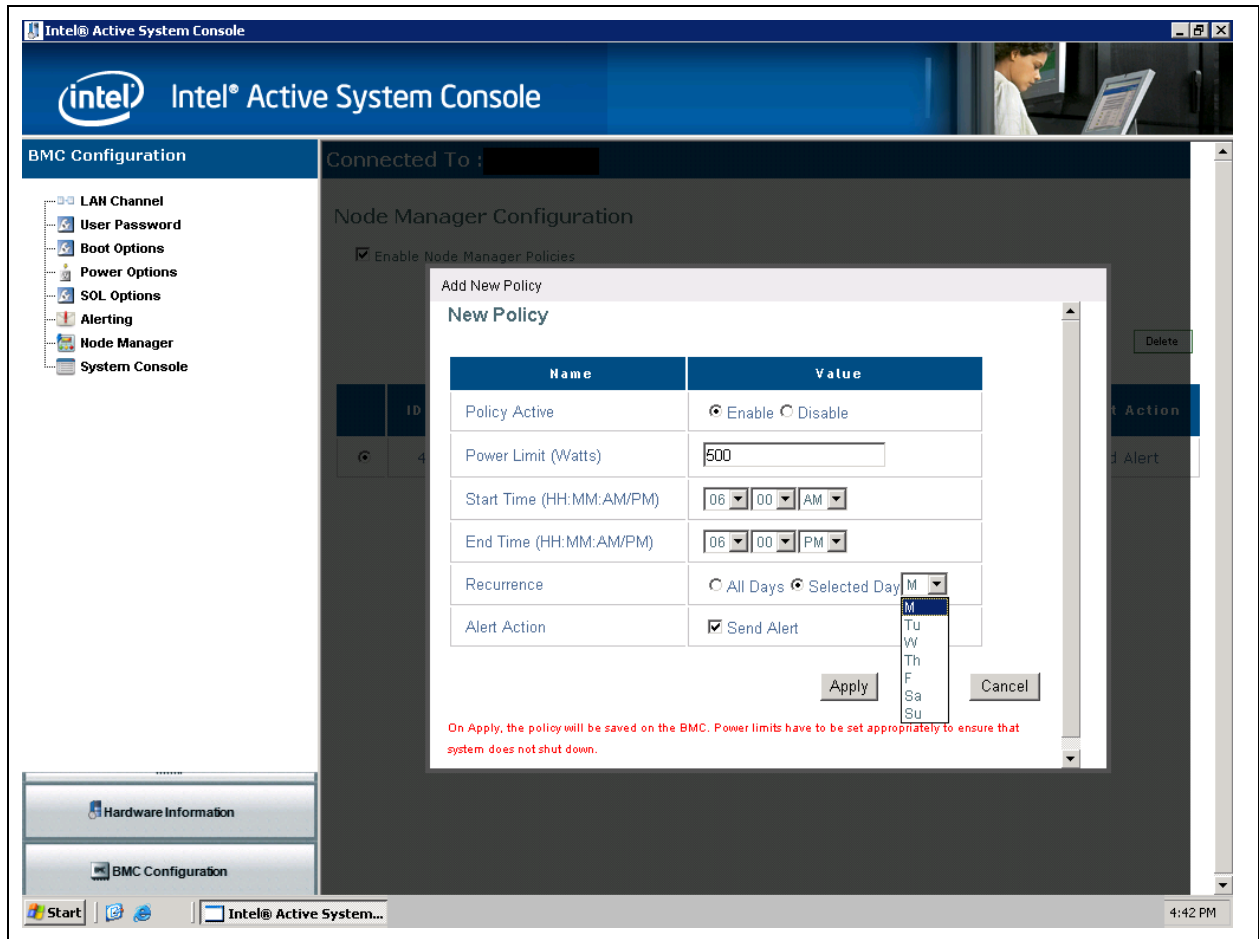 Intel® Active System Console
intel Intel® Active System Console
BMC Configuration
Connected To :
LAN Channel
User Password
Boot Options
Power Options
SOL Options
Alerting
Node Manager
System Console
Node Manager Configuration
Enable Node Manager Policies
Delete
ID
t Action
4
d Alert
Add New Policy
New Policy
Name Value
Policy Active Enable Disable
Power Limit (Watts) 500
Start Time (HH:MM:AM/PM) 06 00 AM
End Time (HH:MM:AM/PM) 06 00 PM
Recurrence All Days Selected Day M
M
Tu
W
Th
F
Sa
Su
Alert Action Send Alert
Apply Cancel
On Apply, the policy will be saved on the BMC. Power limits have to be set appropriately to ensure that
system does not shut down.
Hardware Information
BMC Configuration
Start Intel® Active System... 4:42 PM